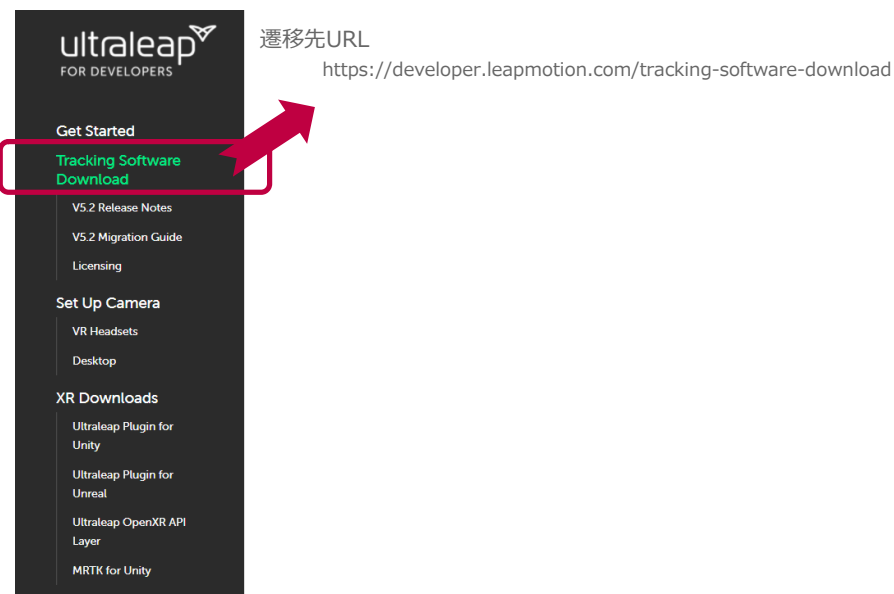 ultraleap
FOR DEVELOPERS
遷移先URL
https://developer.leapmotion.com/tracking-software-download
Get Started
Tracking Software
Download
V5.2 Release Notes
V5.2 Migration Guide
Licensing
Set Up Camera
VR Headsets
Desktop
XR Downloads
Ultraleap Plugin for
Unity
Ultraleap Plugin for
Unreal
Ultraleap OpenXR API
Layer
MRTK for Unity